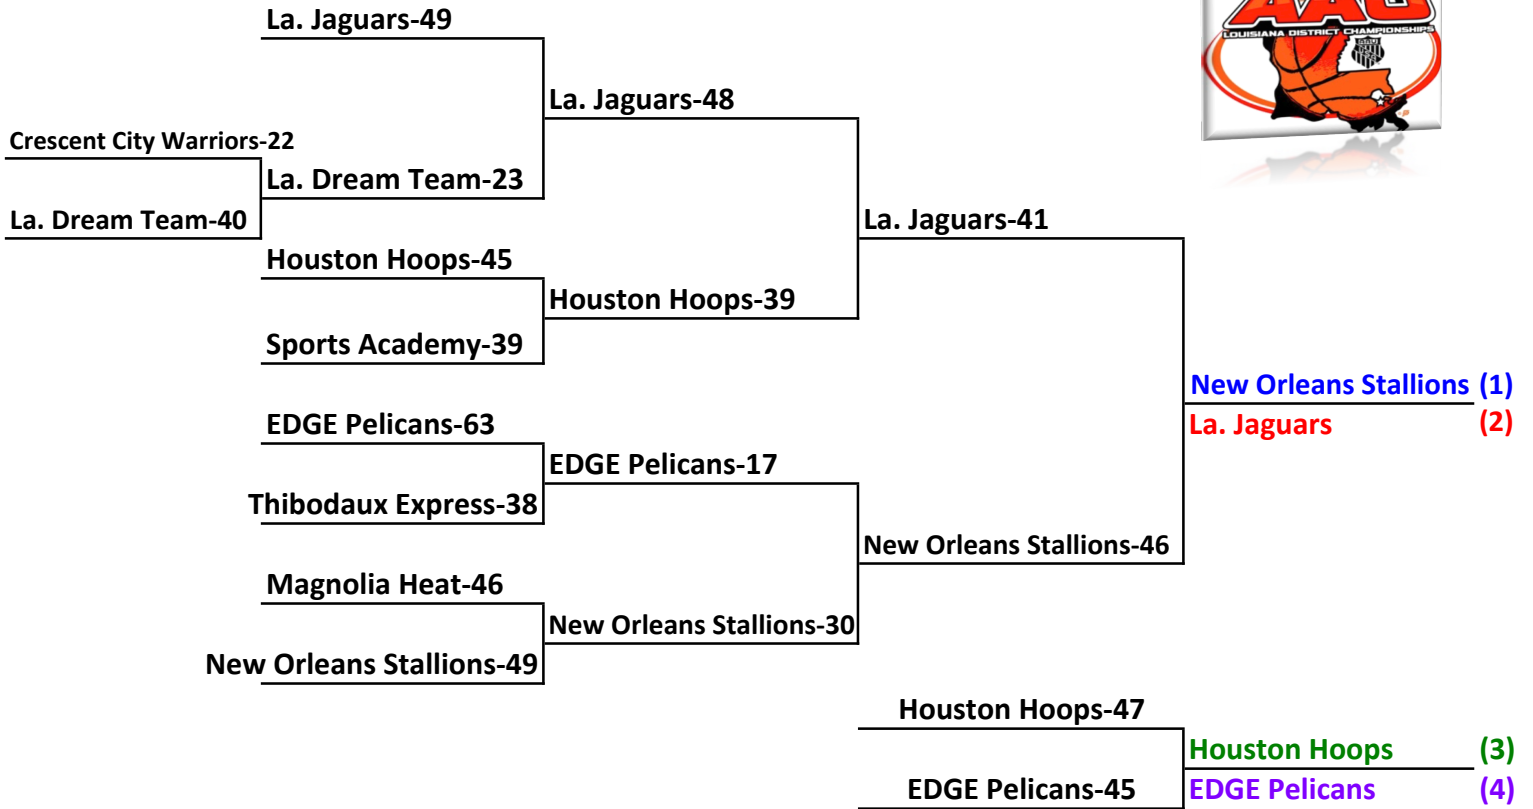 AAU
LOUISIANA DISTRICT CHAMPIONSHIPS
La. Jaguars-49
La. Jaguars-48
Crescent City Warriors-22
La. Dream Team-23
La. Dream Team-40
La. Jaguars-41
Houston Hoops-45
Houston Hoops-39
Sports Academy-39
New Orleans Stallions (1)
La. Jaguars (2)
EDGE Pelicans-63
EDGE Pelicans-17
Thibodaux Express-38
New Orleans Stallions-46
Magnolia Heat-46
New Orleans Stallions-30
New Orleans Stallions-49
Houston Hoops-47
Houston Hoops (3)
EDGE Pelicans-45
EDGE Pelicans (4)